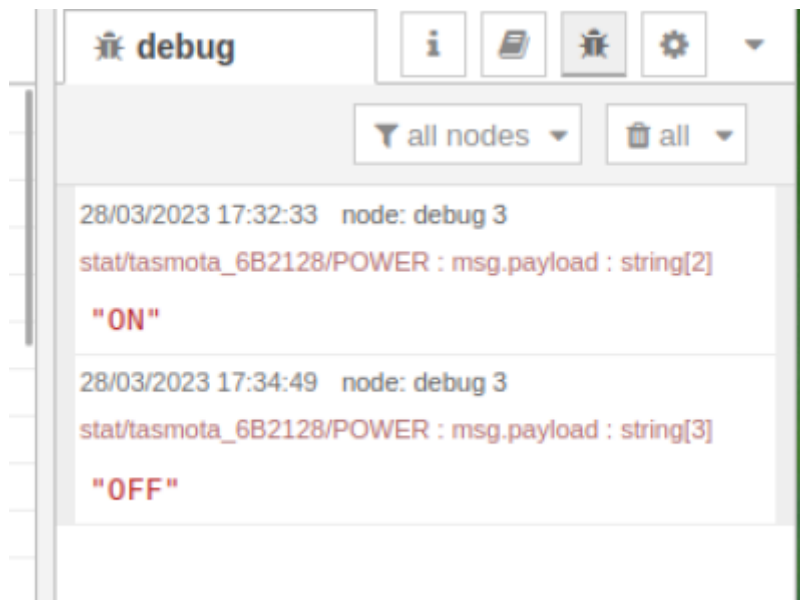 debug
all nodes
all
28/03/2023 17:32:33 node: debug 3
stat/tasmota_6B2128/POWER : msg.payload : string[2]
"ON"
28/03/2023 17:34:49 node: debug 3
stat/tasmota_6B2128/POWER : msg.payload : string[3]
"OFF"